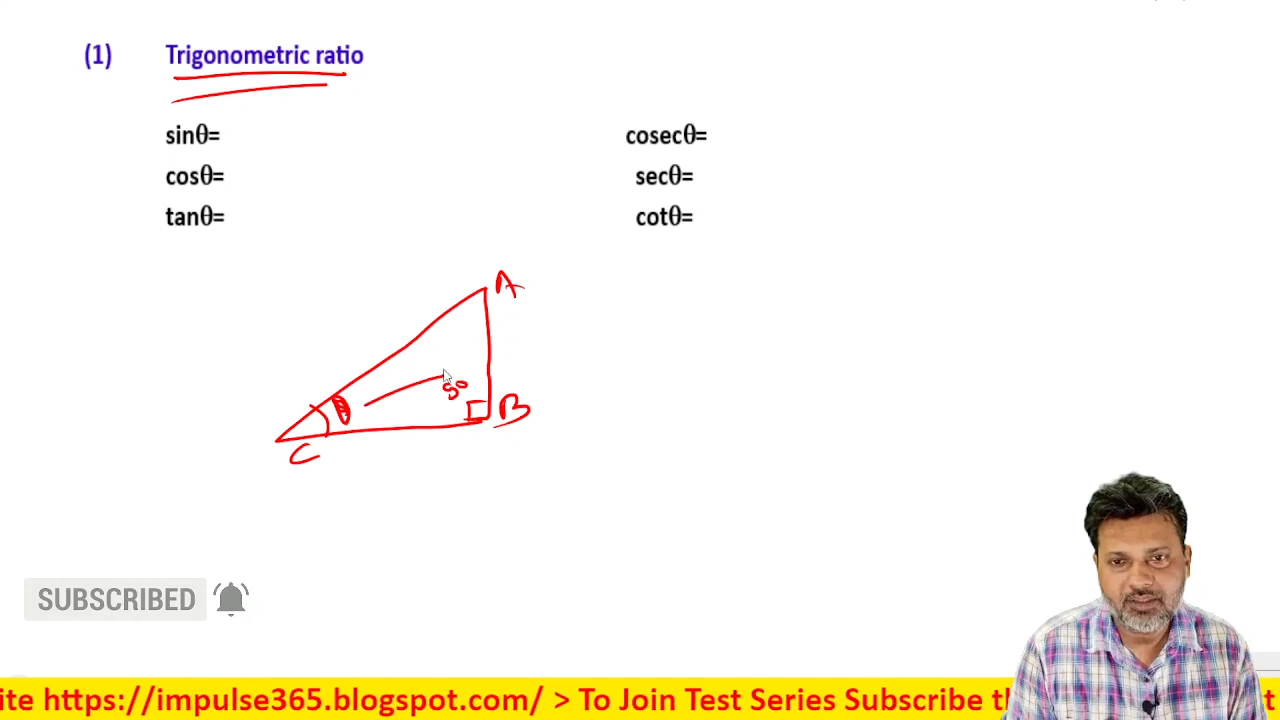 (1) Trigonometric ratio
sinθ= cosecθ=
cosθ= secθ=
tanθ= cotθ=
A
θ
B
C
SUBSCRIBED
ite https://impulse365.blogspot.com/ > To Join Test Series Subscribe th
t